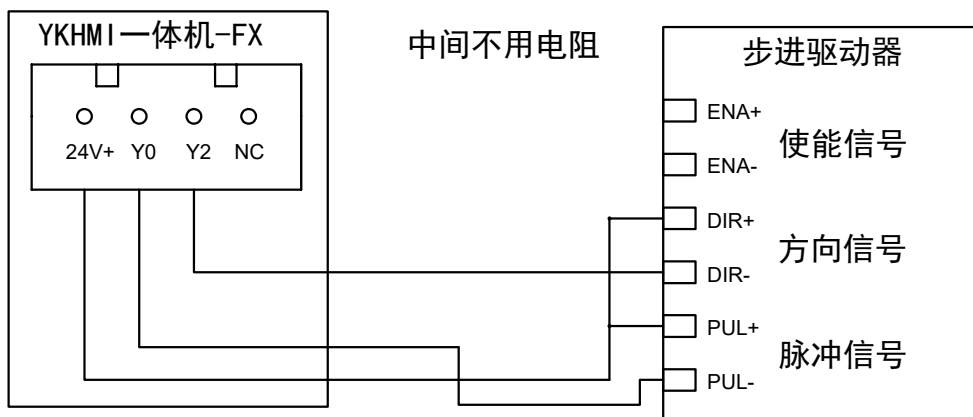 YKHMI一体机-FX
中间不用电阻
步进驱动器
24V+ Y0 Y2 NC
ENA+
使能信号
ENA-
DIR+
方向信号
DIR-
PUL+
脉冲信号
PUL-